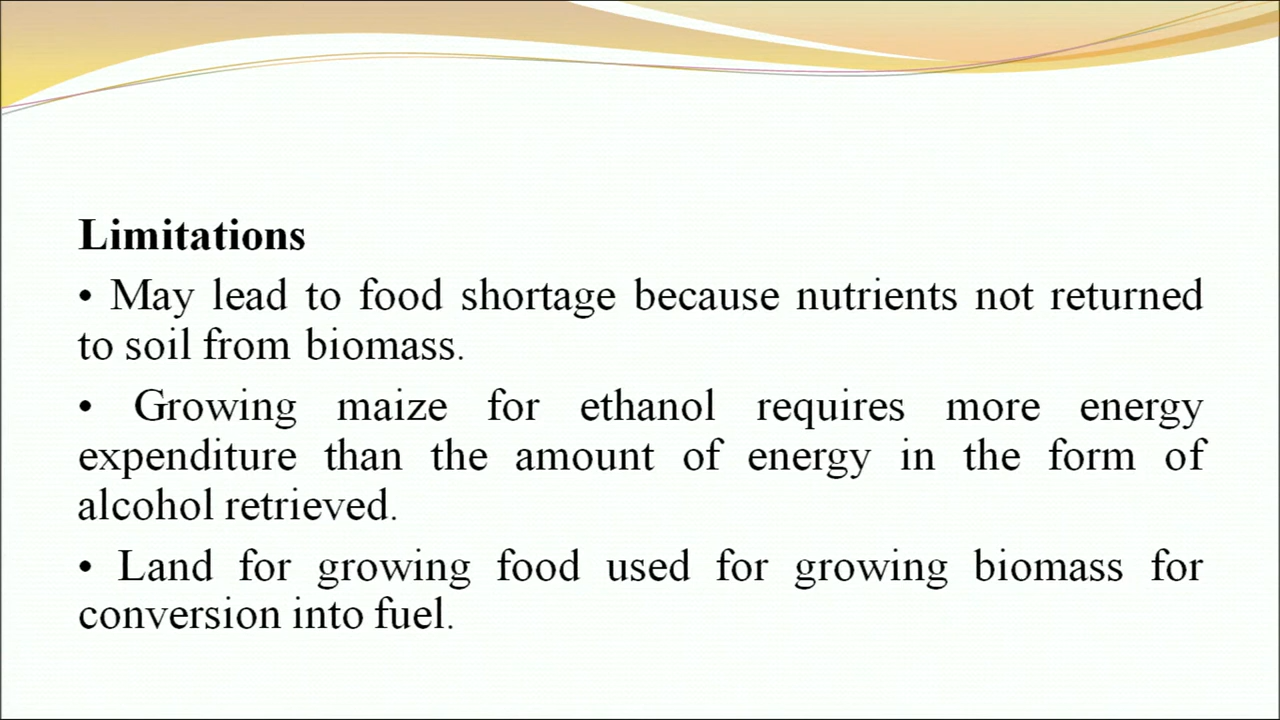 Limitations
• May lead to food shortage because nutrients not returned
to soil from biomass.
• Growing maize for ethanol requires more energy
expenditure than the amount of energy in the form of
alcohol retrieved.
• Land for growing food used for growing biomass for
conversion into fuel.